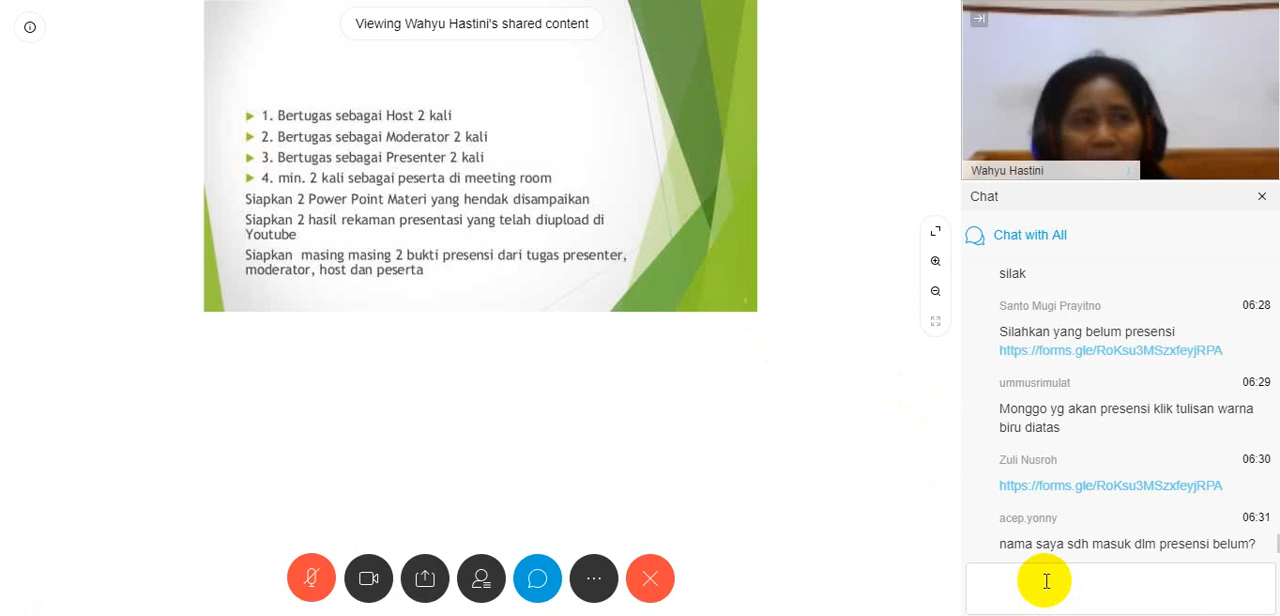 Viewing Wahyu Hastini's shared content
1. Bertugas sebagai Host 2 kali
2. Bertugas sebagai Moderator 2 kali
3. Bertugas sebagai Presenter 2 kali
4. min. 2 kali sebagai peserta di meeting room
Siapkan 2 Power Point Materi yang hendak disampaikan
Siapkan 2 hasil rekaman presentasi yang telah diupload di
Youtube
Siapkan masing masing 2 bukti presensi dari tugas presenter,
moderator, host dan peserta
Wahyu Hastini
Chat
Chat with All
silak
Santo Mugi Prayitno 06:28
Silahkan yang belum presensi
https://forms.gle/RoKsu3MSzxfeyjRPA
ummusrimulat 06:29
Monggo yg akan presensi klik tulisan warna
biru diatas
Zuli Nusroh 06:30
https://forms.gle/RoKsu3MSzxfeyjRPA
acep.yonny 06:31
nama saya sdh masuk dlm presensi belum?